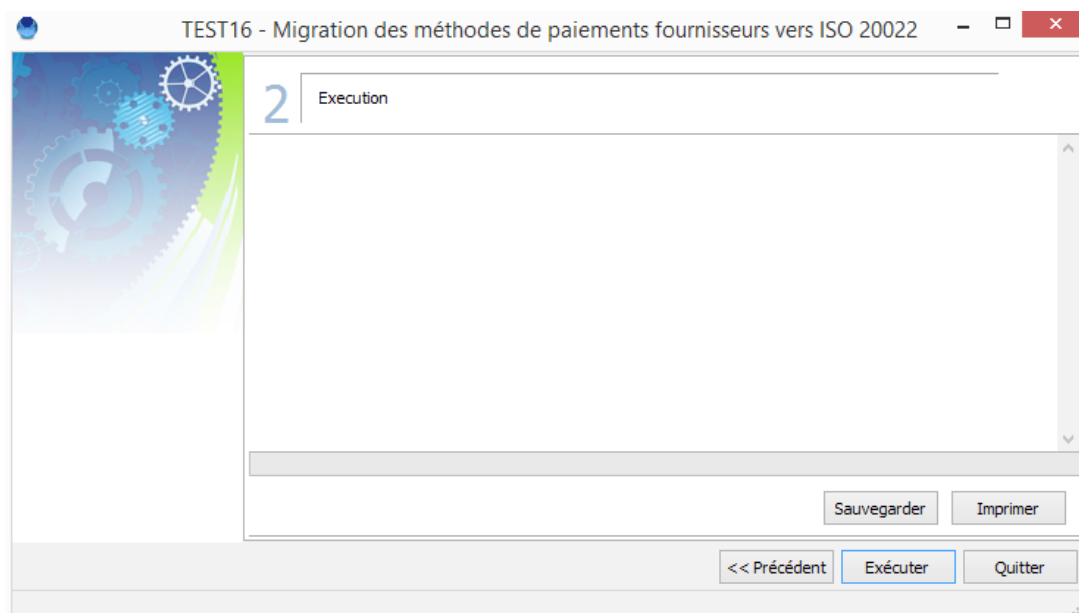 TEST16 - Migration des méthodes de paiements fournisseurs vers ISO 20022
2
Execution
Sauvegarder
Imprimer
<< Précédent
Exécuter
Quitter